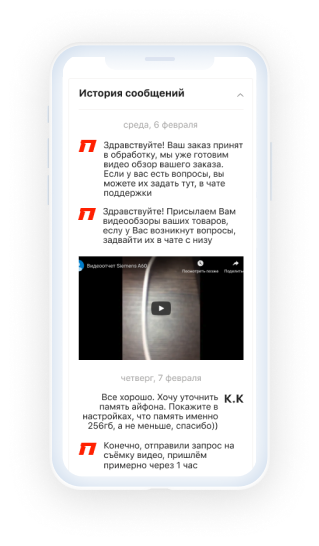 История сообщений
среда, 6 февраля
П
Здравствуйте! Ваш заказ принят
в обработку, мы уже готовим
видео обзор вашего заказа.
Если у вас есть вопросы, вы
можете их задать тут, в чате
поддержки
П
Здравствуйте! Присылаем Вам
видеообзоры ваших товаров,
еслу у Вас возникнут вопросы,
задвайти их в чате с низу
Видеоотчет Siemens A60
Посмотреть позже
Поделиться
четверг, 7 февраля
Все хорошо. Хочу уточнить
К.К
память айфона. Покажите в
настройках, что память именно
256гб, а не меньше, спасибо))
П
Конечно, отправили запрос на
съёмку видео, пришлём
примерно через 1 час